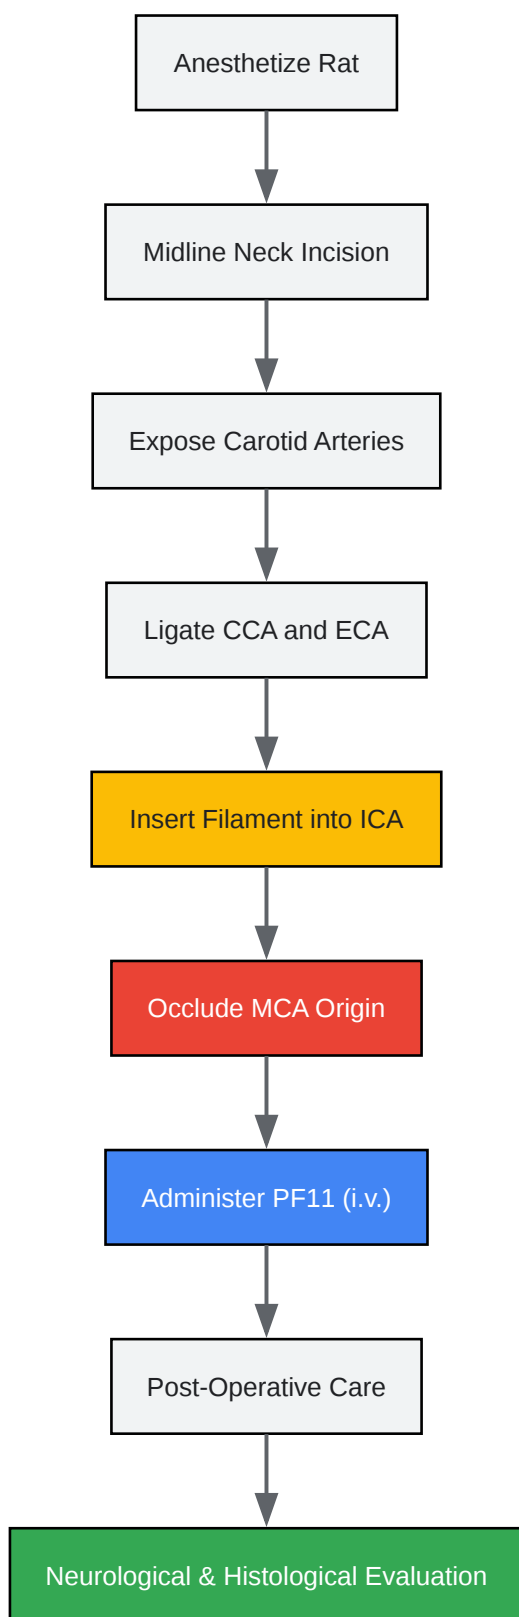 Anesthetize Rat
Midline Neck Incision
Expose Carotid Arteries
Ligate CCA and ECA
Insert Filament into ICA
Occlude MCA Origin
Administer PF11 (i.v.)
Post-Operative Care
Neurological & Histological Evaluation